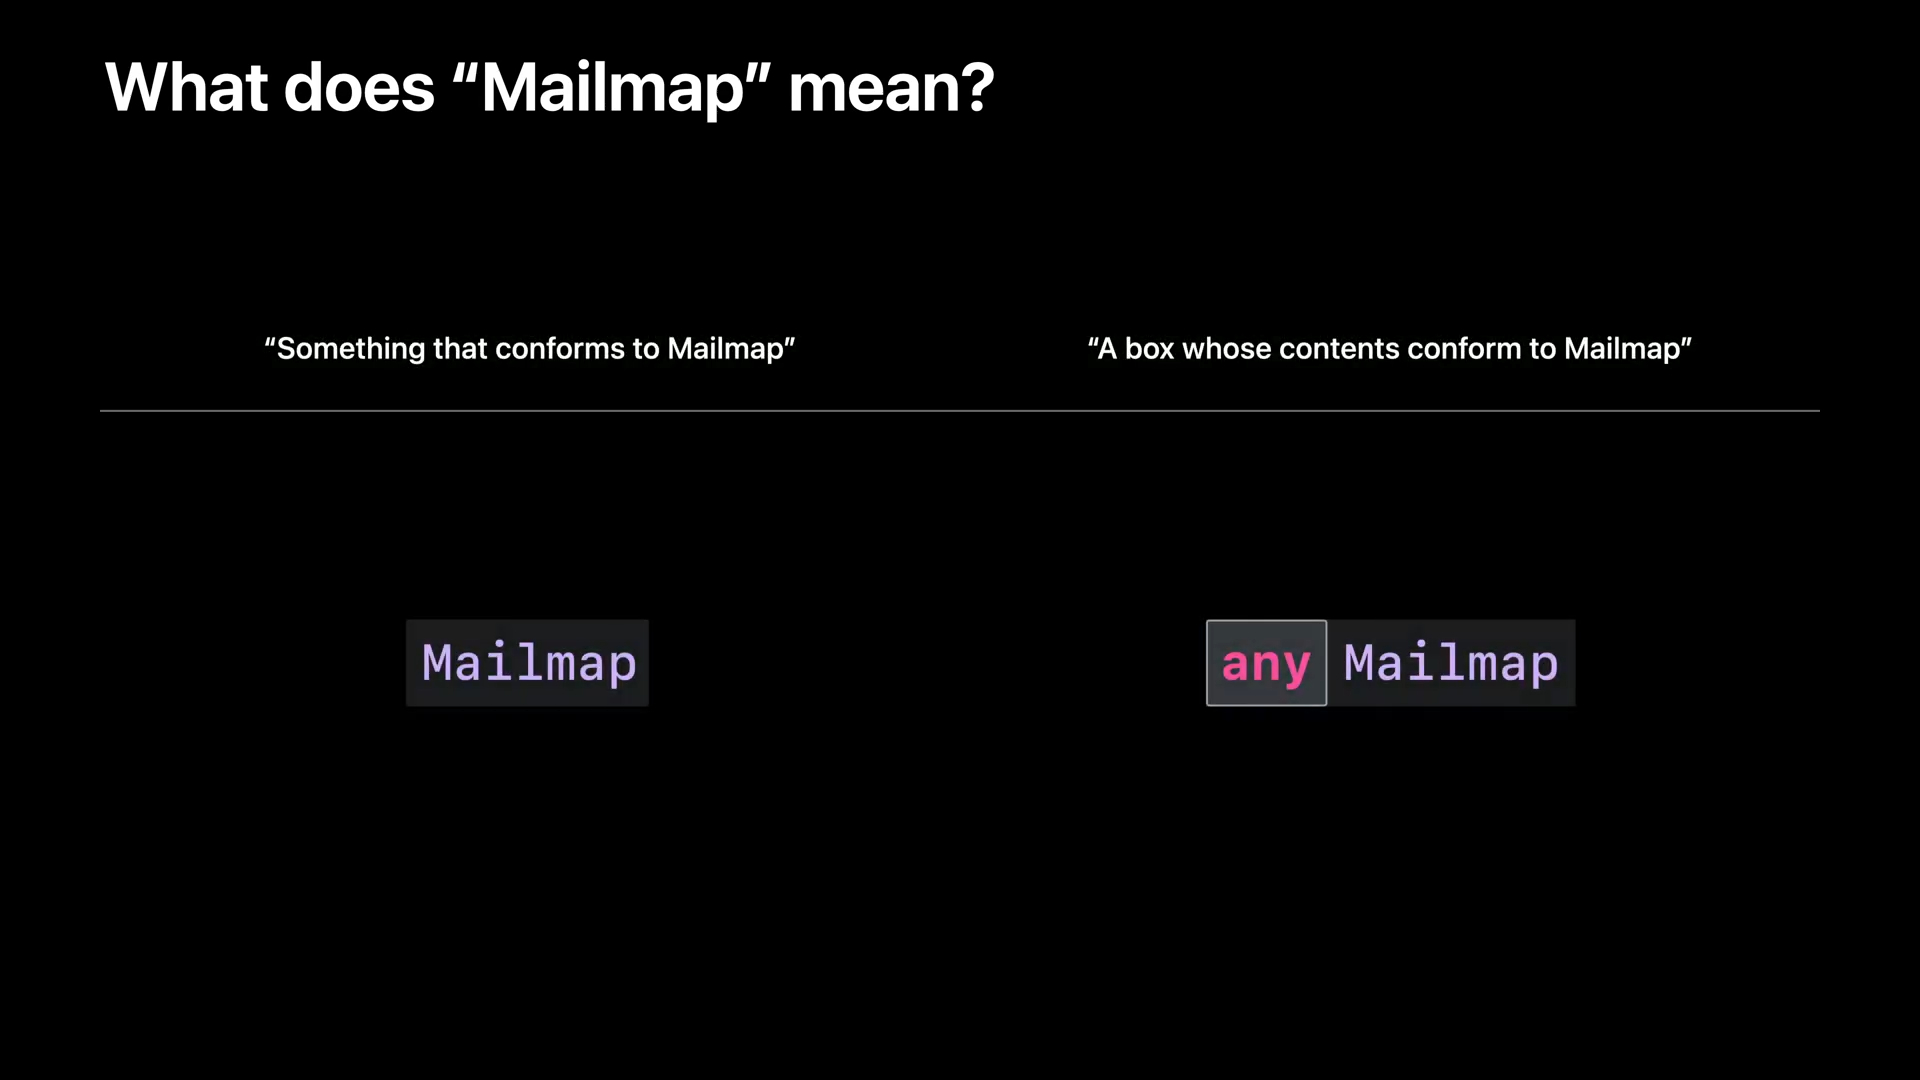 What does “Mailmap” mean?
“Something that conforms to Mailmap”
“A box whose contents conform to Mailmap”
Mailmap
any Mailmap